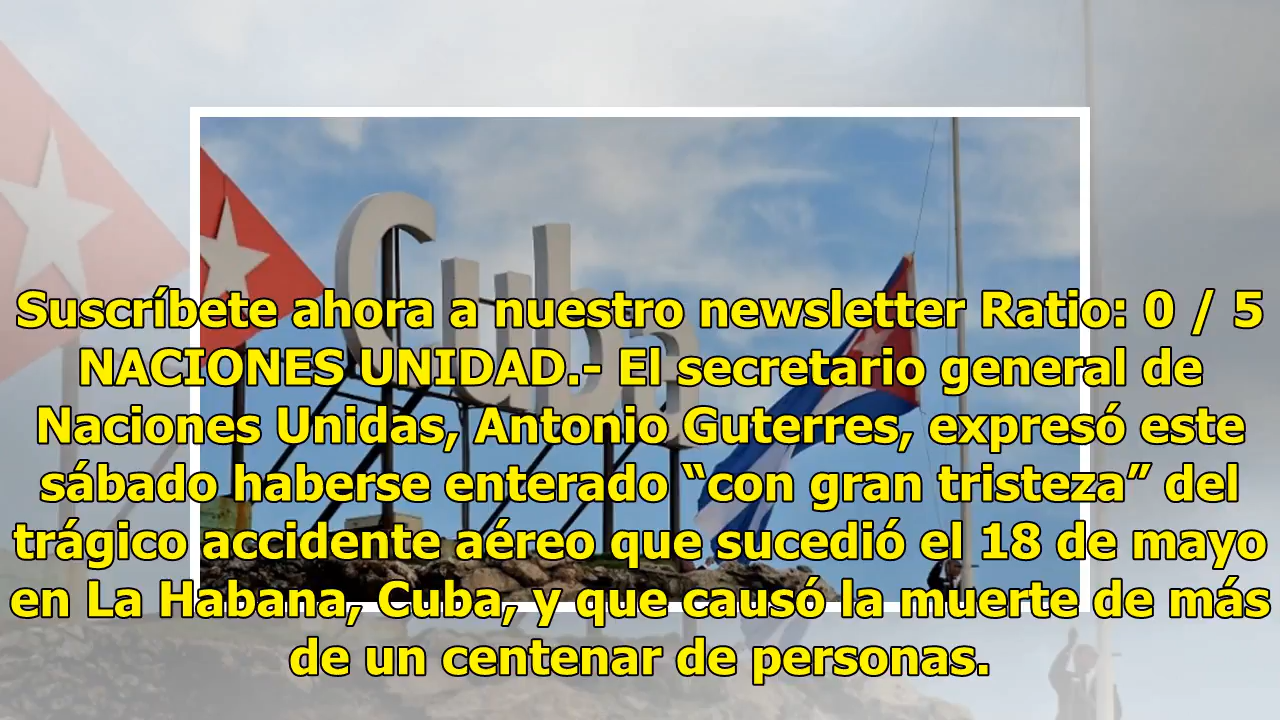 Cuba
Suscríbete ahora a nuestro newsletter Ratio: 0 / 5
NACIONES UNIDAD.- El secretario general de
Naciones Unidas, Antonio Guterres, expresó este
sábado haberse enterado “con gran tristeza” del
trágico accidente aéreo que sucedió el 18 de mayo
en La Habana, Cuba, y que causó la muerte de más
de un centenar de personas.